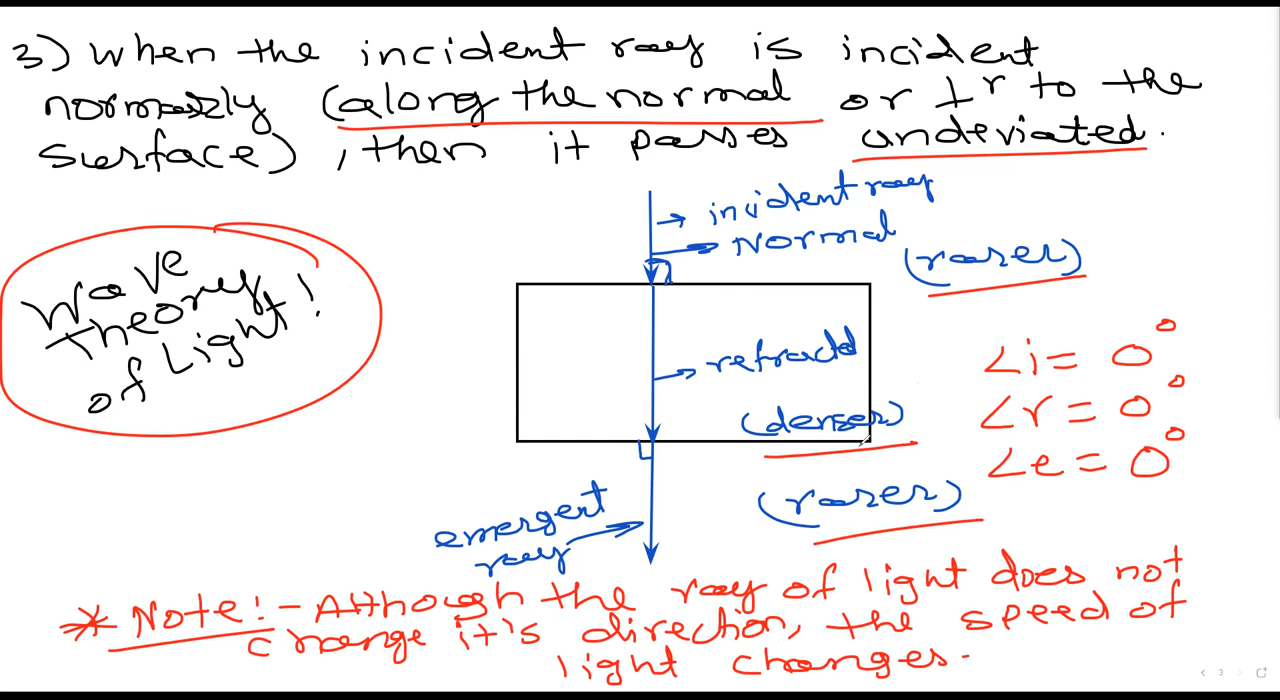 3) When the incident ray is incident
normally (along the normal or ⊥r to the
surface), then it passes undeviated.
→ incident ray
→ Normal
(rarer)
Wave
Theory
of Light!
→ refracted
∠i = 0°
∠r = 0°
(denser)
∠e = 0°
(rarer)
emergent
ray
* Note:- Although the ray of light does not
change it's direction, the speed of
light changes.
3